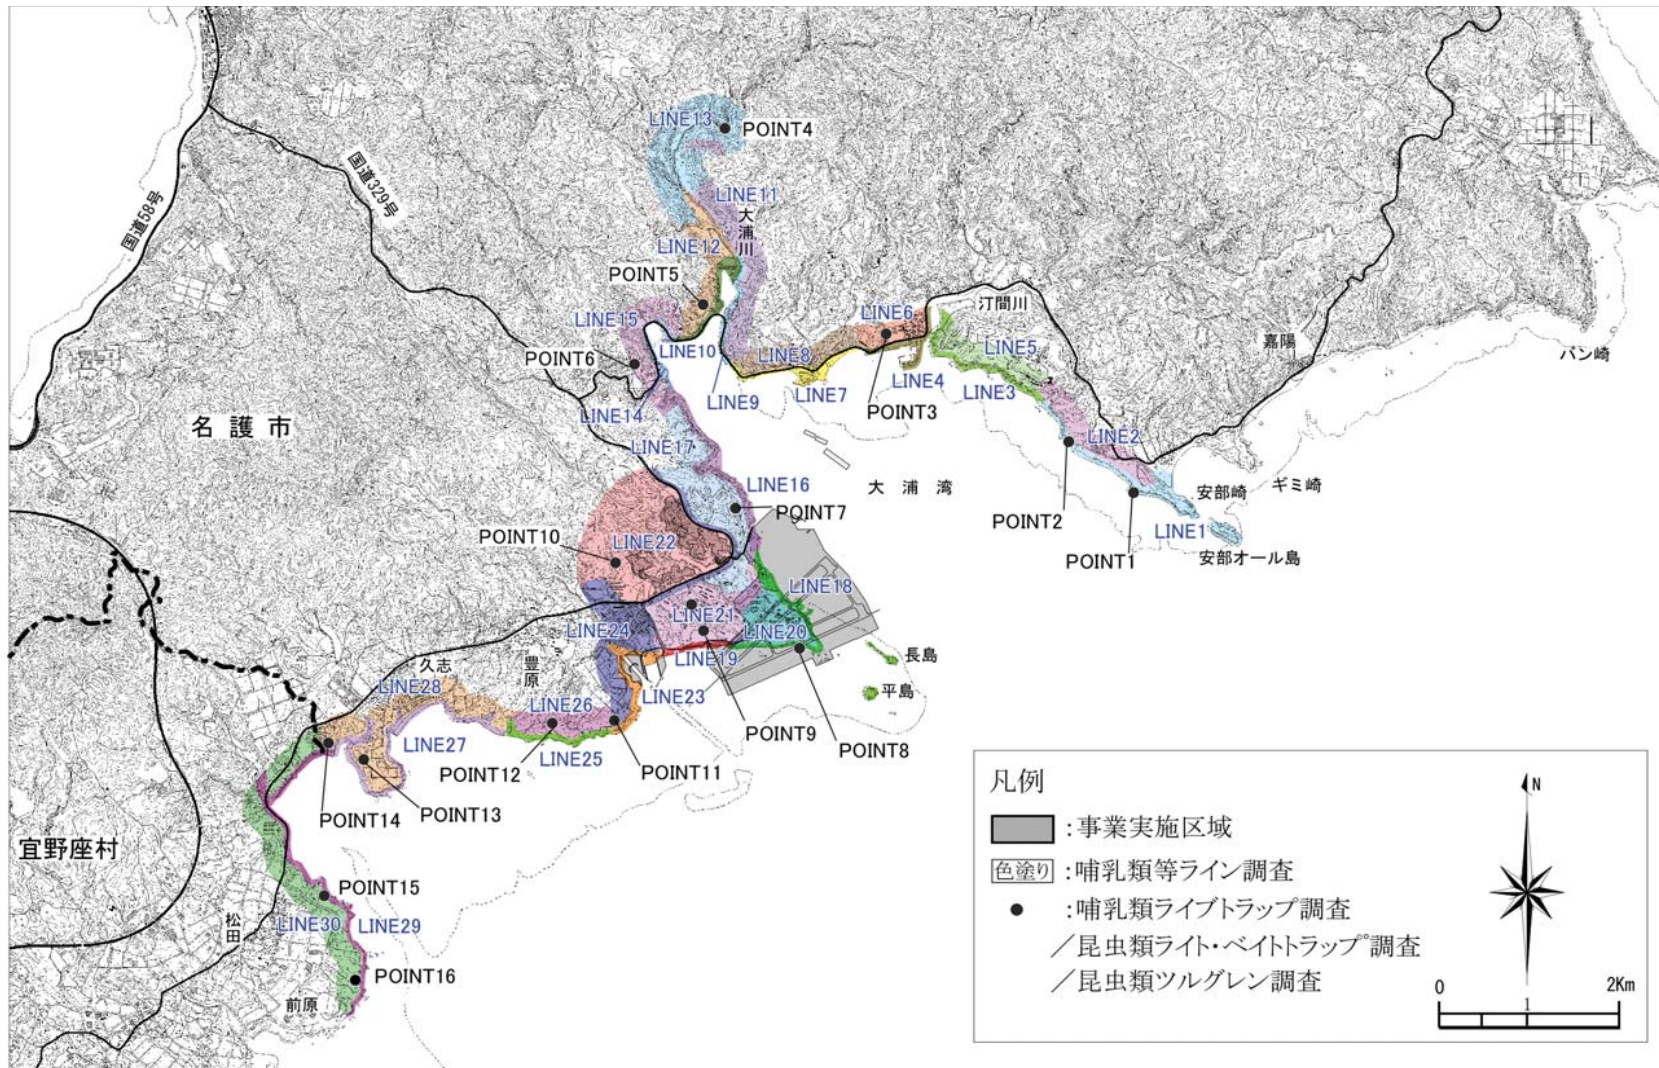 LINE13
POINT4
国道329号
国道58号
LINE11
大浦川
LINE12
POINT5
LINE15
LINE6
汀間川
LINE10
LINE8
LINE5
嘉陽
バン崎
POINT6
LINE14
LINE9
LINE7
LINE4
LINE3
POINT3
名護市
LINE17
LINE2
LINE16
大浦湾
安部崎
ギミ崎
POINT7
POINT2
LINE1
POINT10
LINE22
POINT1
安部オール島
LINE18
LINE21
LINE24
LINE20
LINE19
長島
久志
豊原
平島
LINE28
LINE23
LINE26
LINE27
POINT9
POINT8
POINT12
LINE25
POINT11
POINT14
POINT13
宜野座村
POINT15
松田
LINE30
LINE29
POINT16
前原
凡例
:事業実施区域
色塗り:哺乳類等ライン調査
:哺乳類ライブトラップ調査
/昆虫類ライト・ベイトトラップ調査
/昆虫類ツルグレン調査
N
0 1 2Km